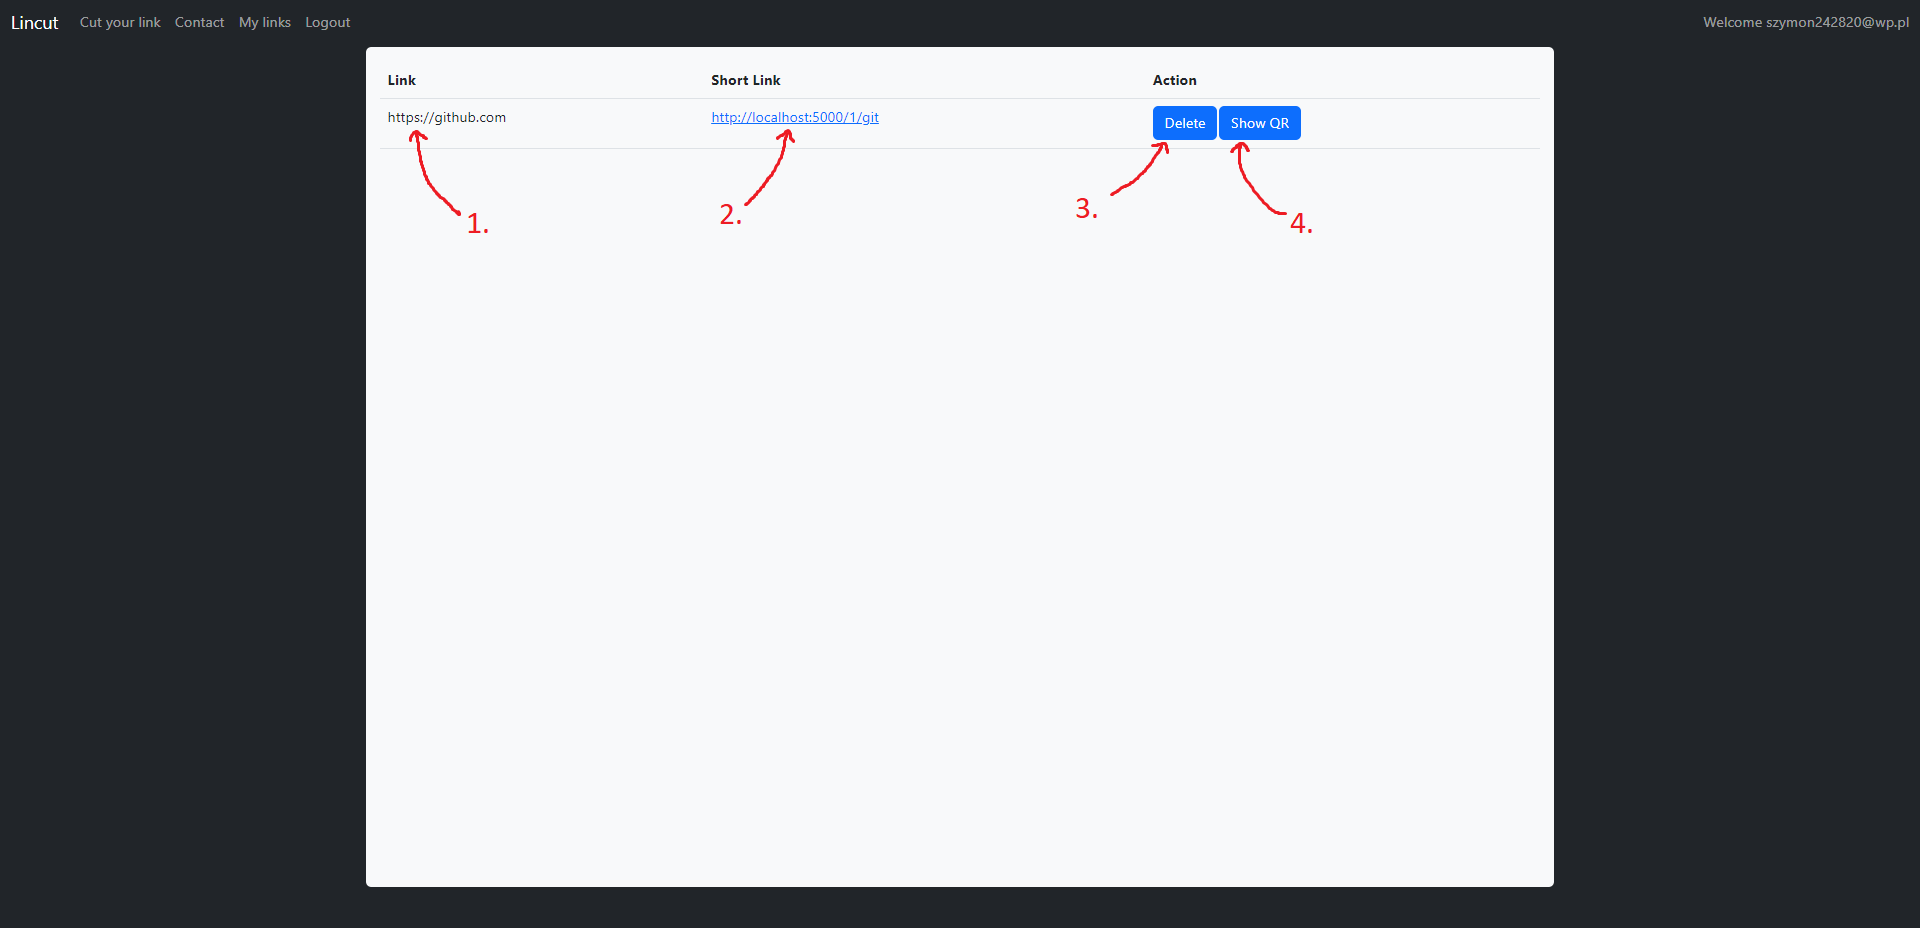 Lincut Cut your link Contact My links Logout Welcome szymon242820@wp.pl
Link Short Link Action
https://github.com http://localhost:5000/1/git Delete Show QR
1. 2. 3. 4.